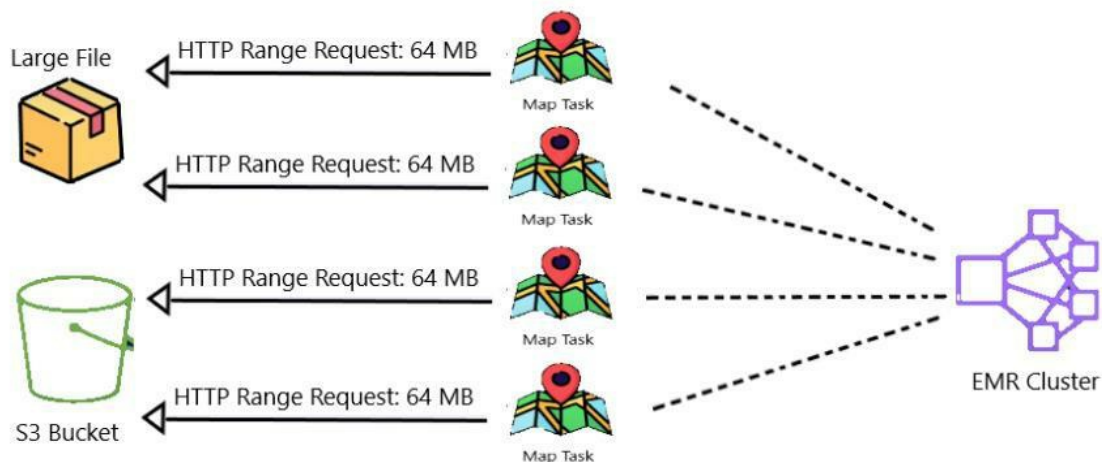 Large File
HTTP Range Request: 64 MB
Map Task
HTTP Range Request: 64 MB
Map Task
HTTP Range Request: 64 MB
Map Task
HTTP Range Request: 64 MB
Map Task
S3 Bucket
EMR Cluster